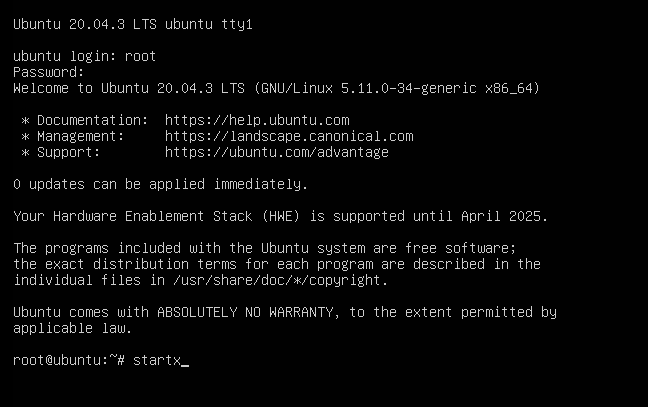 Ubuntu 20.04.3 LTS ubuntu tty1
ubuntu login: root
Password:
Welcome to Ubuntu 20.04.3 LTS (GNU/Linux 5.11.0-34-generic x86_64)
* Documentation:  https://help.ubuntu.com
* Management:     https://landscape.canonical.com
* Support:        https://ubuntu.com/advantage
0 updates can be applied immediately.
Your Hardware Enablement Stack (HWE) is supported until April 2025.
The programs included with the Ubuntu system are free software;
the exact distribution terms for each program are described in the
individual files in /usr/share/doc/*/copyright.
Ubuntu comes with ABSOLUTELY NO WARRANTY, to the extent permitted by
applicable law.
root@ubuntu:~# startx_